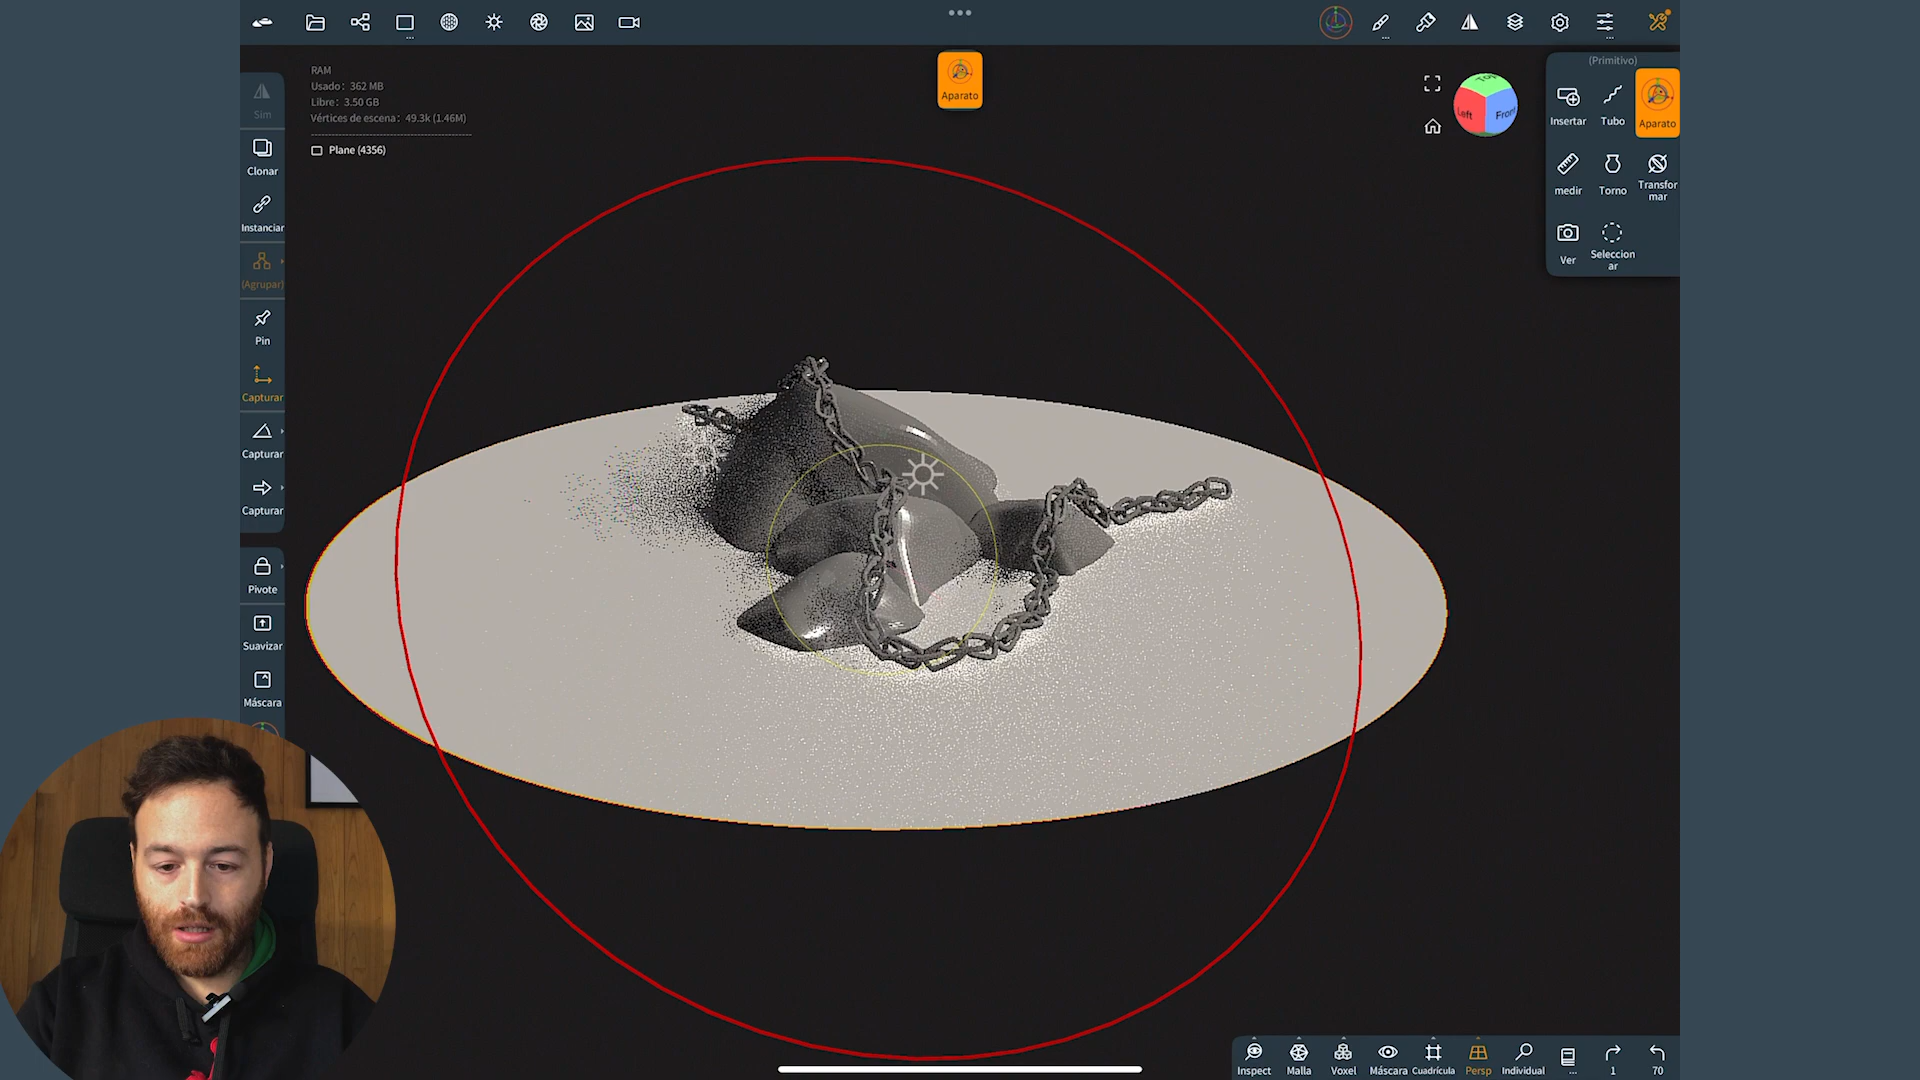 RAM
Usado: 362 MB
Libre: 3.50 GB
Vértices de escena: 49.3k (1.46M)
Plane (4356)
Sim
Clonar
Instanciar
(Agrupar)
Pin
Capturar
Capturar
Capturar
Pivote
Suavizar
Máscara
Aparato
Top
Left
Front
(Primitivo)
Insertar
Tubo
Aparato
medir
Torno
Transfor
mar
Ver
Seleccion
ar
Inspect
Malla
Voxel
Máscara
Cuadrícula
Persp
Individual
...
1
70